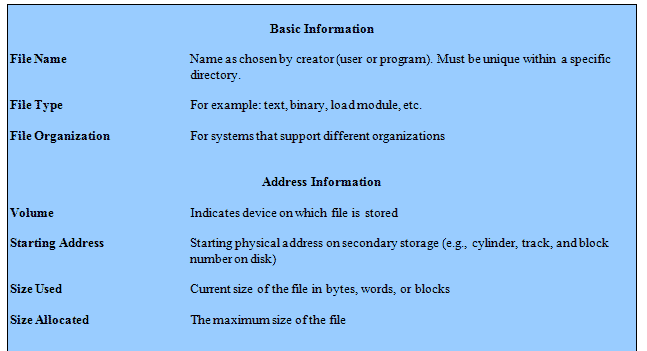 Basic Information
File Name Name as chosen by creator (user or program). Must be unique within a specific
directory.
File Type For example: text, binary, load module, etc.
File Organization For systems that support different organizations
Address Information
Volume Indicates device on which file is stored
Starting Address Starting physical address on secondary storage (e.g., cylinder, track, and block
number on disk)
Size Used Current size of the file in bytes, words, or blocks
Size Allocated The maximum size of the file